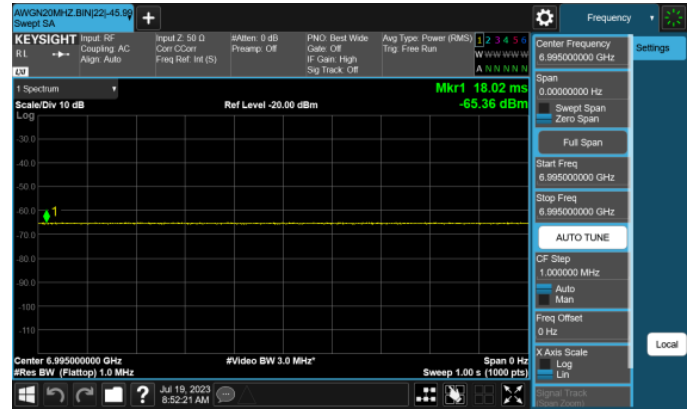 AWGN20MHZ.BIN|22|-45.99
Swept SA
Frequency
KEYSIGHT
RL
LXI
Input: RF
Coupling: AC
Align: Auto
Input Z: 50 Ω
Corr CCorr
Freq Ref: Int (S)
#Atten: 0 dB
Preamp: Off
PNO: Best Wide
Gate: Off
IF Gain: High
Sig Track: Off
Avg Type: Power (RMS)
Trig: Free Run
1 2 3 4 5 6
W W W W W W
A N N N N N
Center Frequency
6.995000000 GHz
Settings
1 Spectrum
Mkr1 18.02 ms
-65.36 dBm
Scale/Div 10 dB
Ref Level -20.00 dBm
Log
-30.0
-40.0
-50.0
-60.0
-70.0
-80.0
-90.0
-100
-110
1
Span
0.00000000 Hz
Swept Span
Zero Span
Full Span
Start Freq
6.995000000 GHz
Stop Freq
6.995000000 GHz
AUTO TUNE
CF Step
1.000000 MHz
Auto
Man
Freq Offset
0 Hz
X Axis Scale
Log
Lin
Signal Track
(Span Zoom)
Local
Center 6.995000000 GHz
#Video BW 3.0 MHz*
Span 0 Hz
#Res BW (Flattop) 1.0 MHz
Sweep 1.00 s (1000 pts)
?
Jul 19, 2023
8:52:21 AM